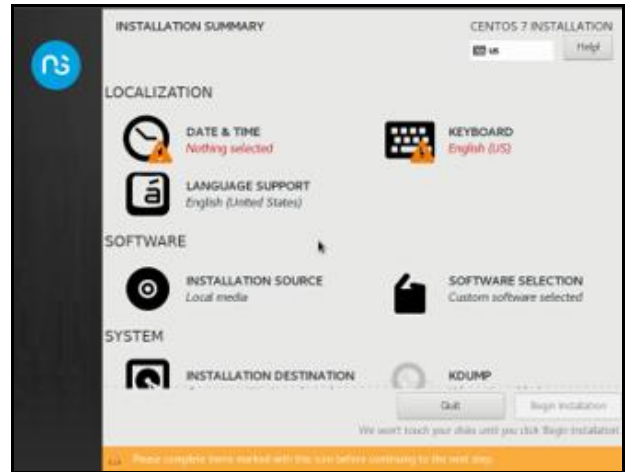 INSTALLATION SUMMARY
CENTOS 7 INSTALLATION
us
Help!
LOCALIZATION
DATE & TIME
Nothing selected
KEYBOARD
English (US)
LANGUAGE SUPPORT
English (United States)
SOFTWARE
INSTALLATION SOURCE
Local media
SOFTWARE SELECTION
Custom software selected
SYSTEM
INSTALLATION DESTINATION
KDUMP
Quit
Begin Installation
We won't touch your disks until you click 'Begin Installation'
Please complete items marked with this icon before continuing to the next step.